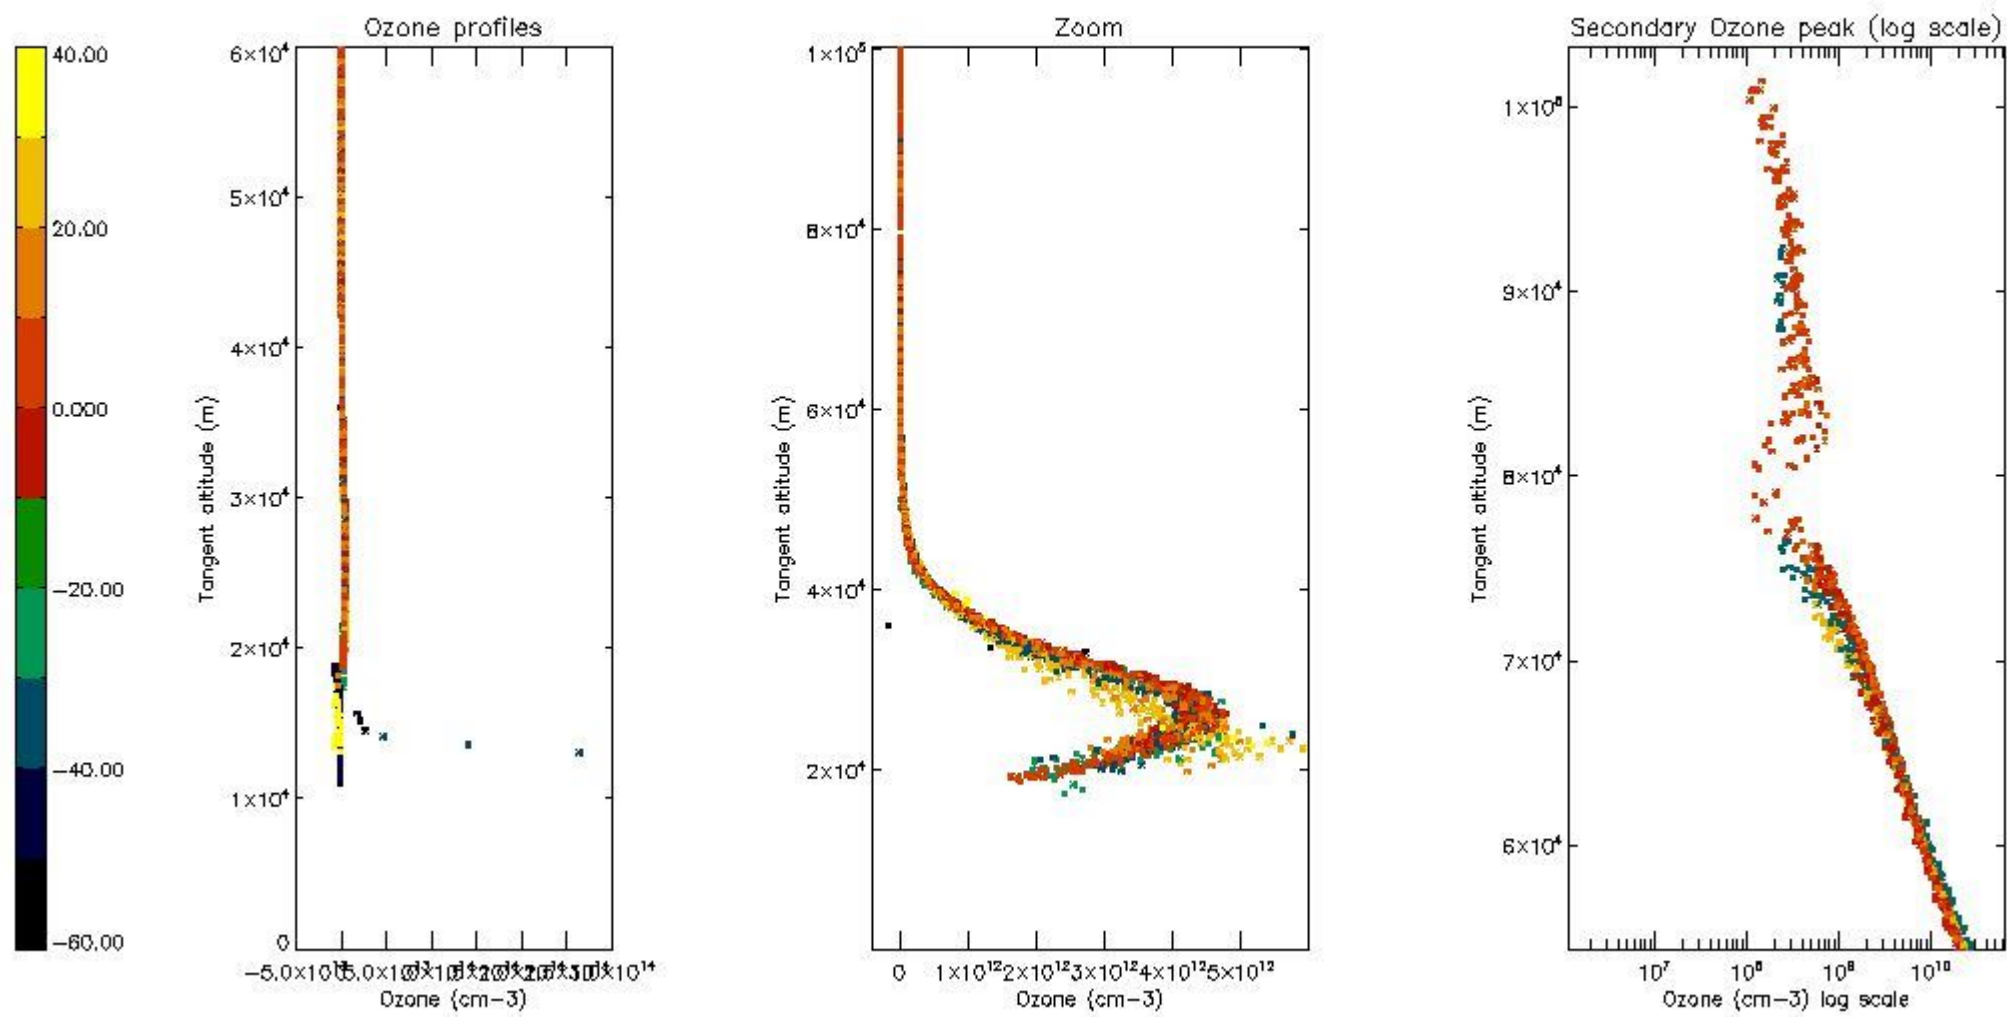 Ozone profiles
Zoom
Secondary Ozone peak (log scale)
40.00
20.00
0.000
-20.00
-40.00
-60.00
6×10⁴
5×10⁴
4×10⁴
3×10⁴
2×10⁴
1×10⁴
0
Tangent altitude (m)
Ozone (cm-3)
1×10⁵
8×10⁴
6×10⁴
4×10⁴
2×10⁴
Tangent altitude (m)
0 1×10¹² 2×10¹² 3×10¹² 4×10¹² 5×10¹²
Ozone (cm-3)
9×10⁴
8×10⁴
7×10⁴
6×10⁴
Tangent altitude (m)
10⁷ 10⁸ 10⁹ 10¹⁰
Ozone (cm-3) log scale